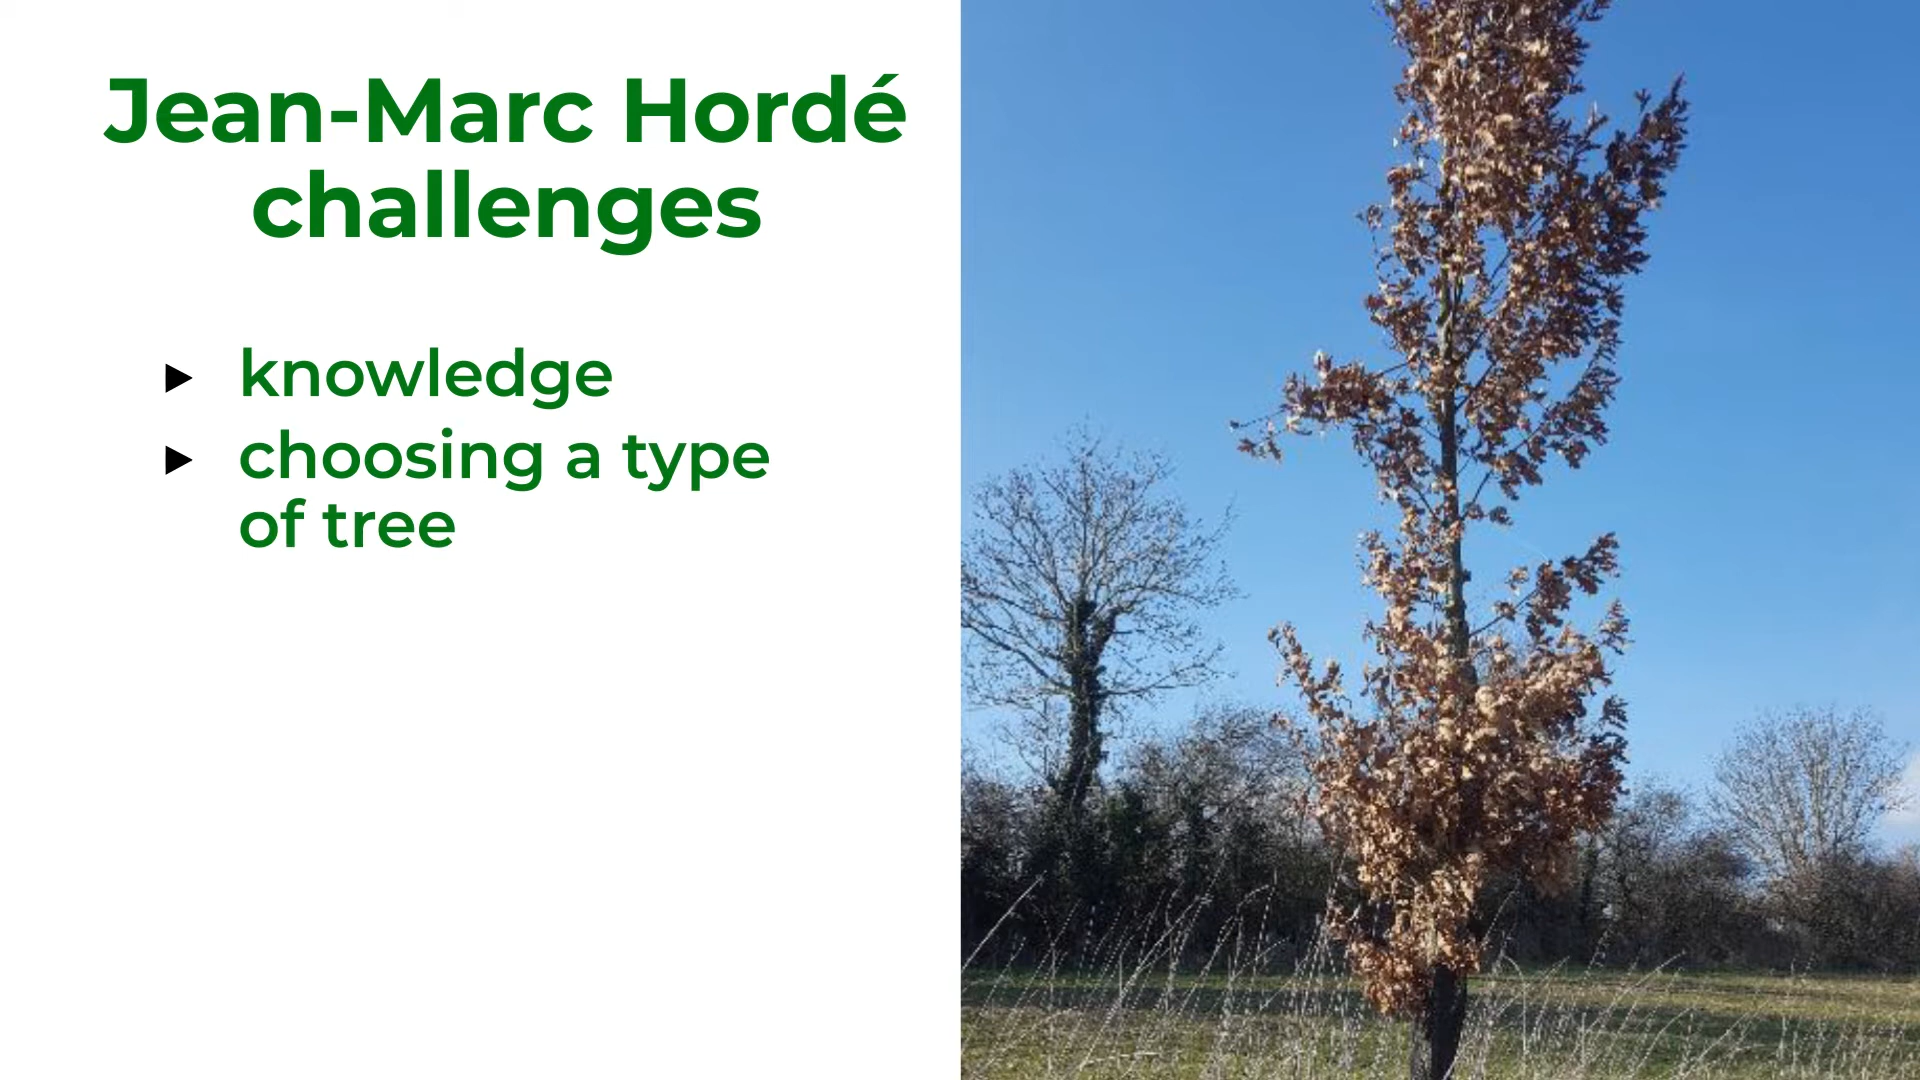 Jean-Marc Hordé
challenges
► knowledge
► choosing a type
of tree